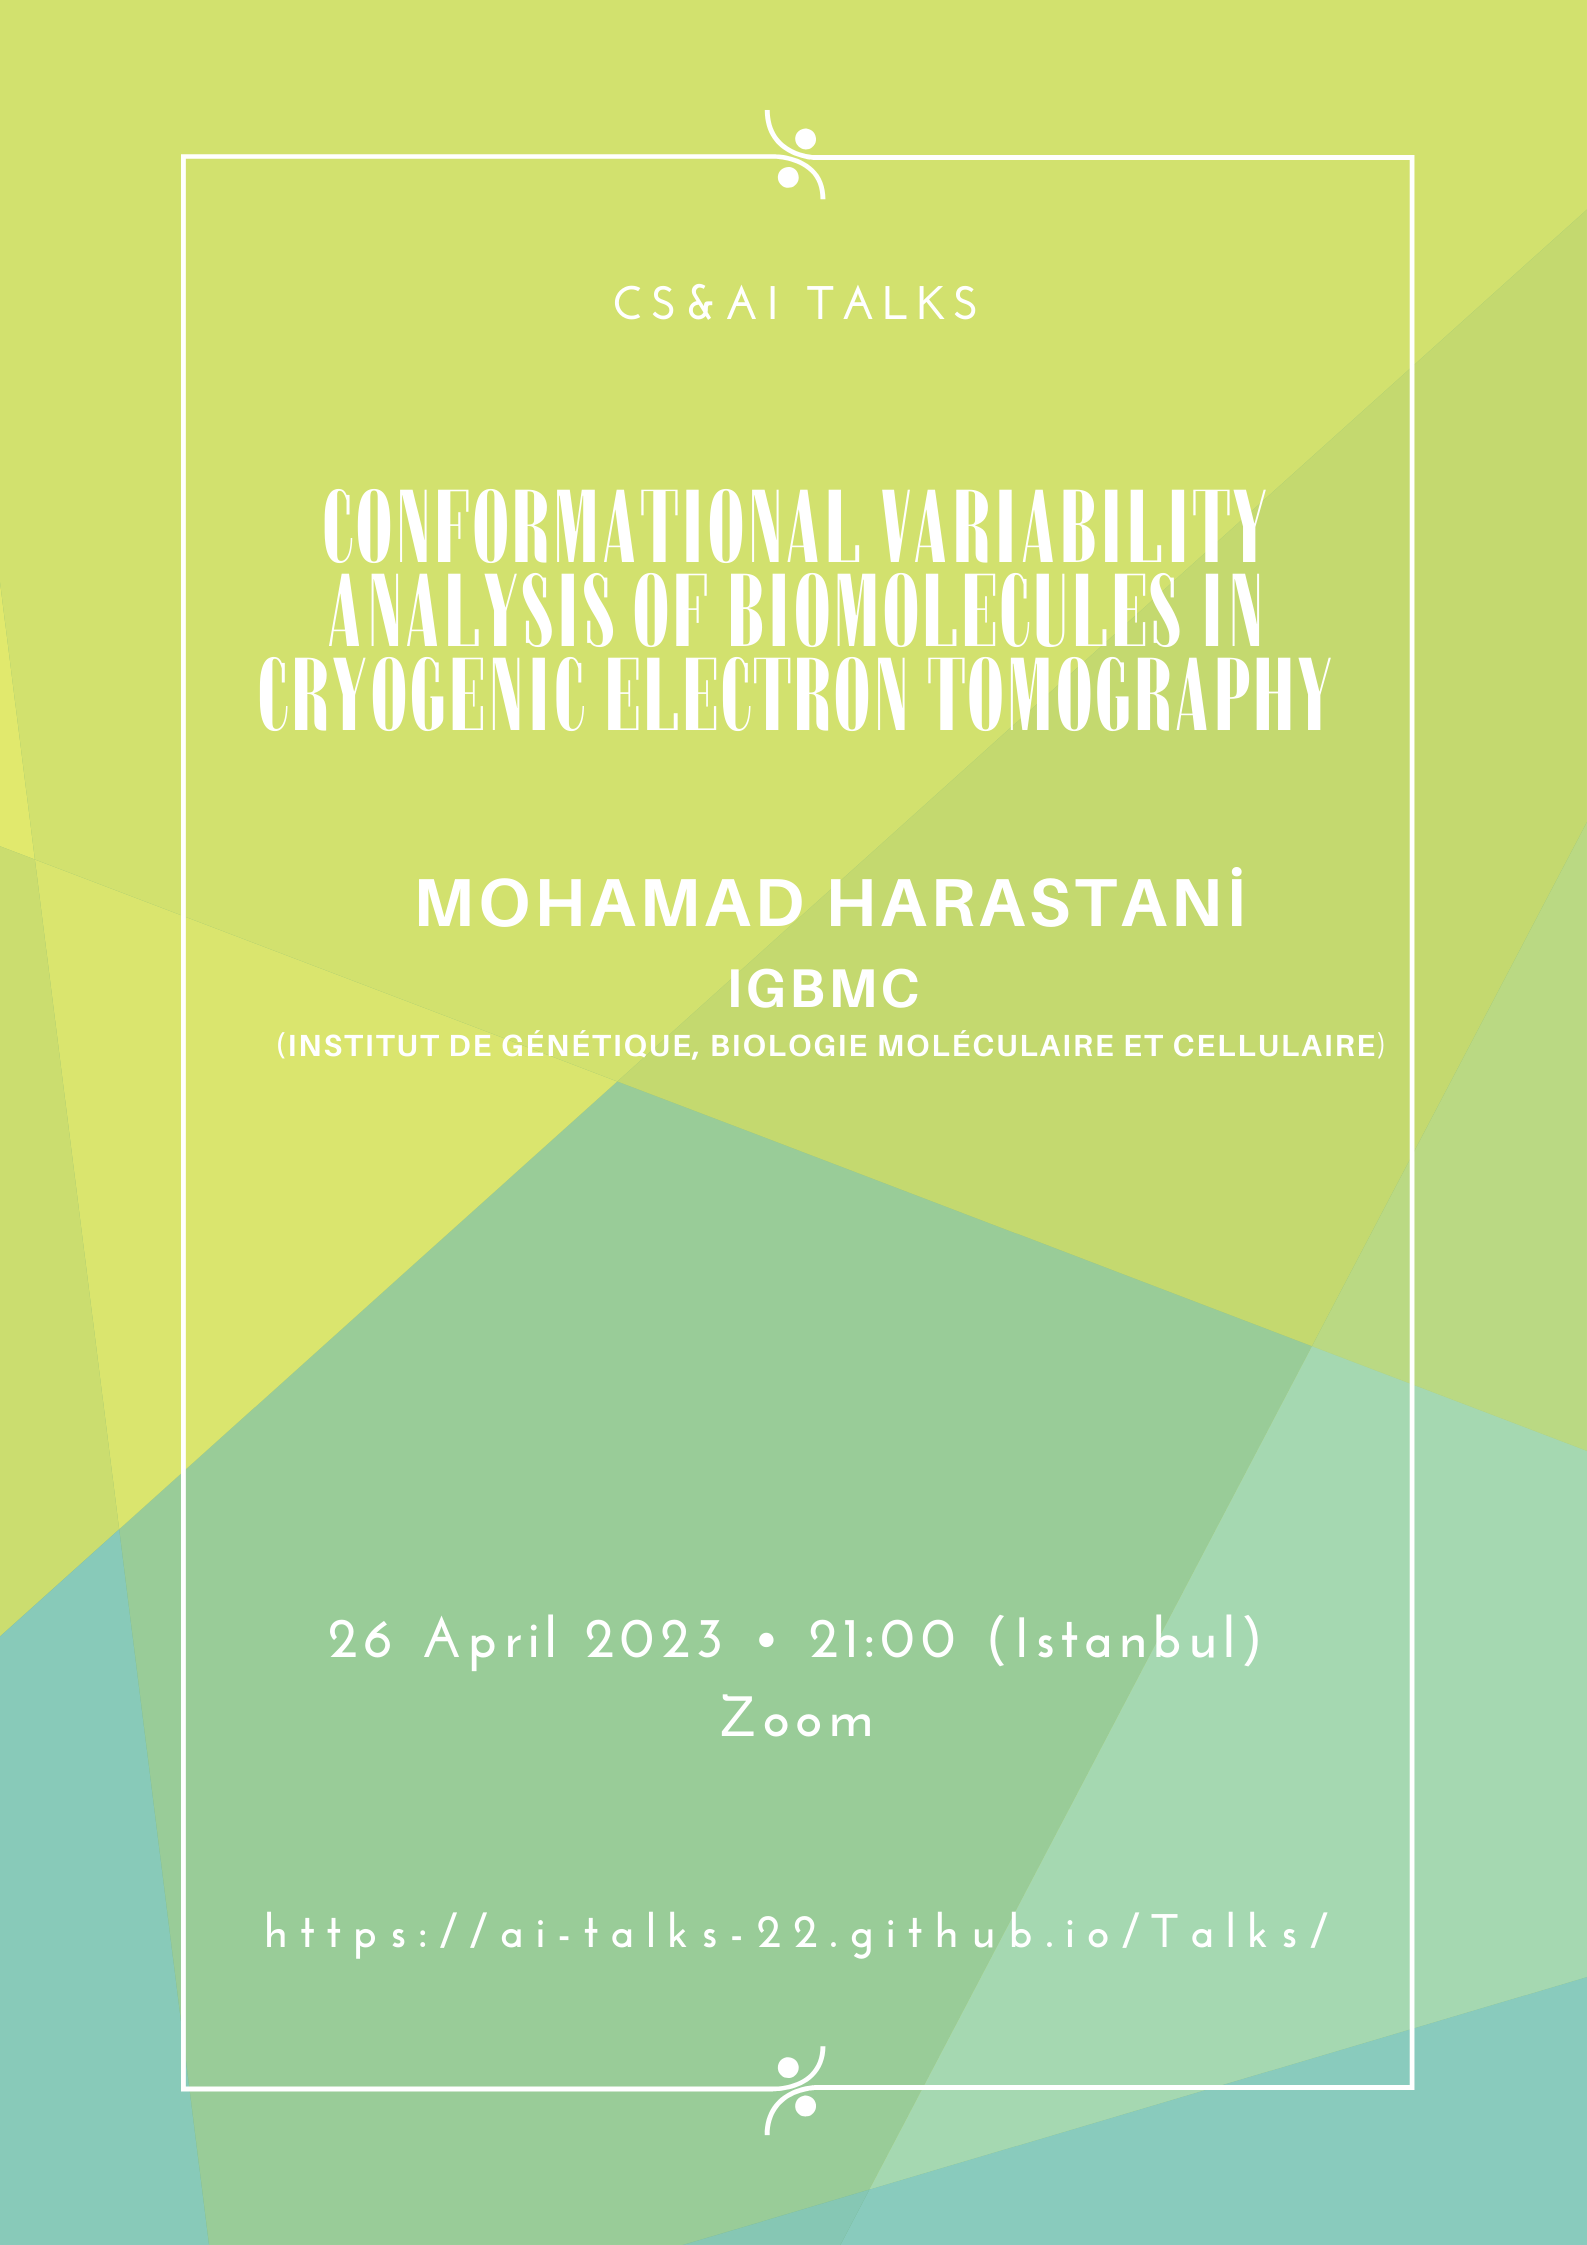 CS&AI TALKS
CONFORMATIONAL VARIABILITY
ANALYSIS OF BIOMOLECULES IN
CRYOGENIC ELECTRON TOMOGRAPHY
MOHAMAD HARASTANİ
IGBMC
(INSTITUT DE GÉNÉTIQUE, BIOLOGIE MOLÉCULAIRE ET CELLULAIRE)
26 April 2023 • 21:00 (Istanbul)
Zoom
https://ai-talks-22.github.io/Talks/